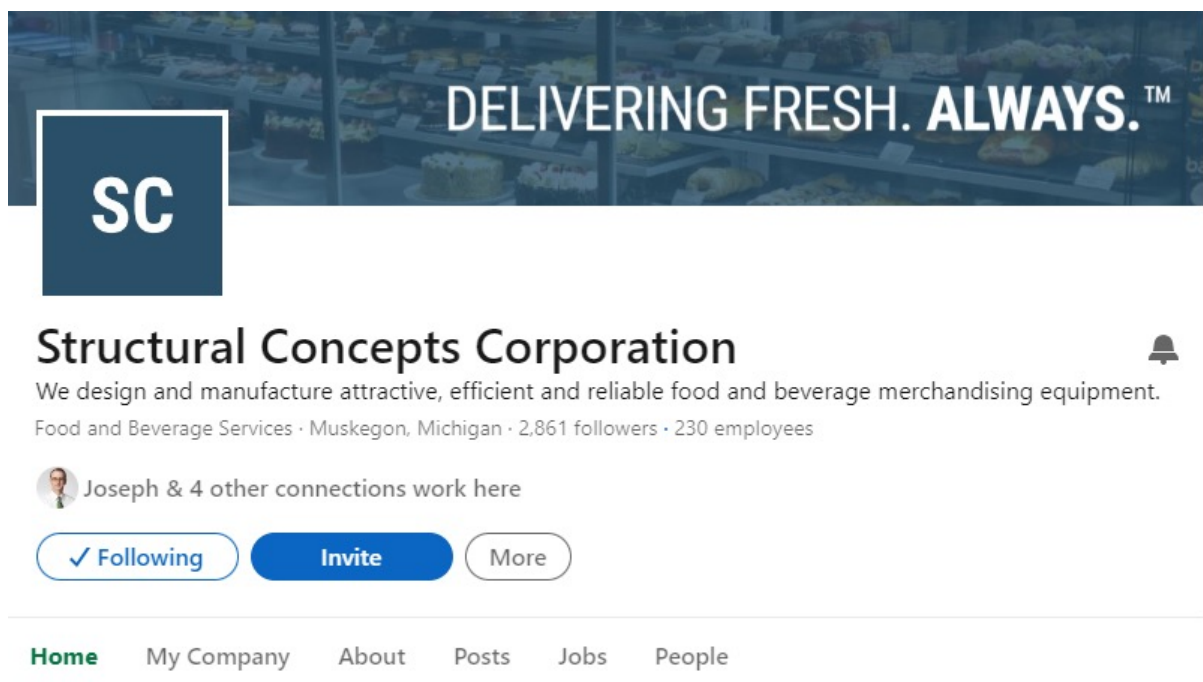 DELIVERING FRESH. ALWAYS.™
SC
Structural Concepts Corporation
We design and manufacture attractive, efficient and reliable food and beverage merchandising equipment.
Food and Beverage Services · Muskegon, Michigan · 2,861 followers · 230 employees
Joseph & 4 other connections work here
✓ Following Invite More
Home My Company About Posts Jobs People